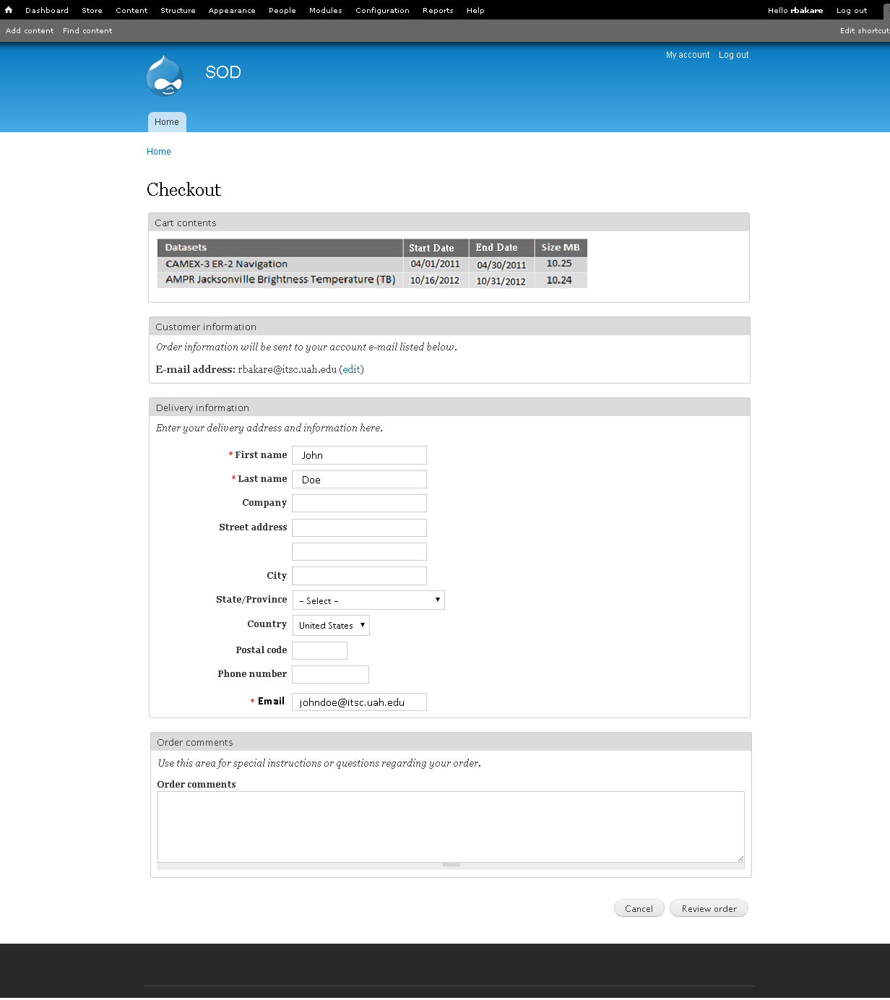 Dashboard Store Content Structure Appearance People Modules Configuration Reports Help Hello rbakare Log out
Add content Find content Edit shortcut
My account Log out
SOD
Home
Home
Checkout
Cart contents
Datasets Start Date End Date Size MB
CAMEX-3 ER-2 Navigation 04/01/2011 04/30/2011 10.25
AMPR Jacksonville Brightness Temperature (TB) 10/16/2012 10/31/2012 10.24
Customer information
Order information will be sent to your account e-mail listed below.
E-mail address: rbakare@itsc.uah.edu (edit)
Delivery information
Enter your delivery address and information here.
* First name John
* Last name Doe
Company
Street address
City
State/Province - Select -
Country United States
Postal code
Phone number
* Email johndoe@itsc.uah.edu
Order comments
Use this area for special instructions or questions regarding your order.
Order comments
Cancel Review order